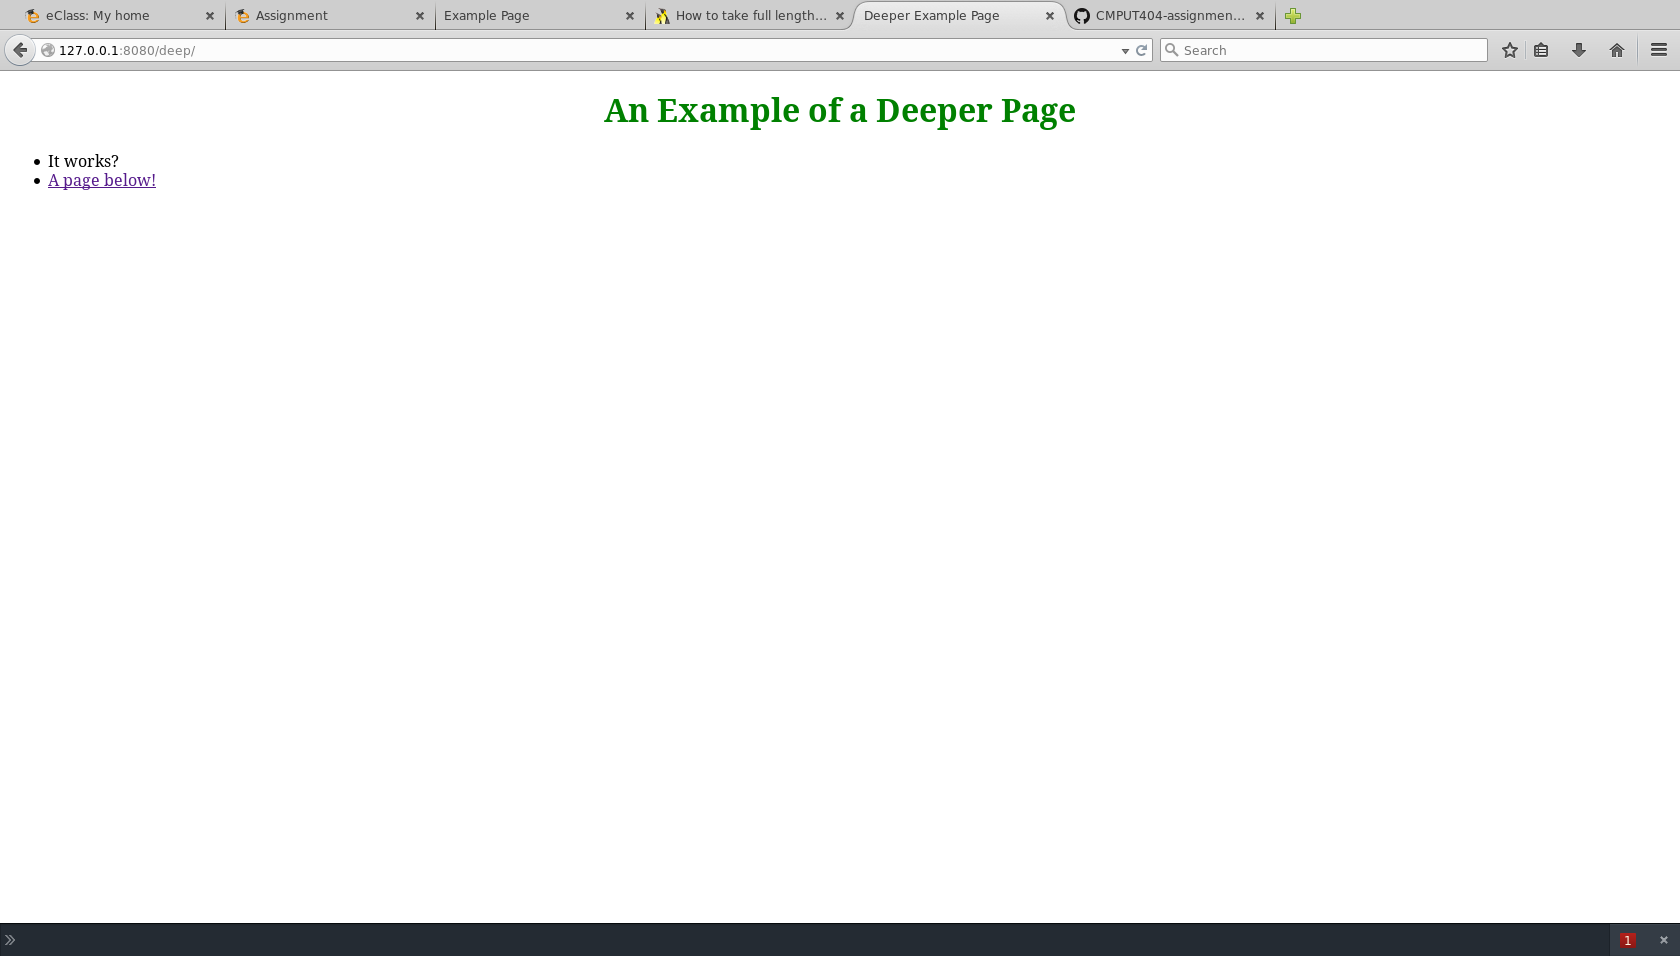 eClass: My home
Assignment
Example Page
How to take full length...
Deeper Example Page
CMPUT404-assignmen...
127.0.0.1:8080/deep/
Search
An Example of a Deeper Page
It works?
A page below!
1